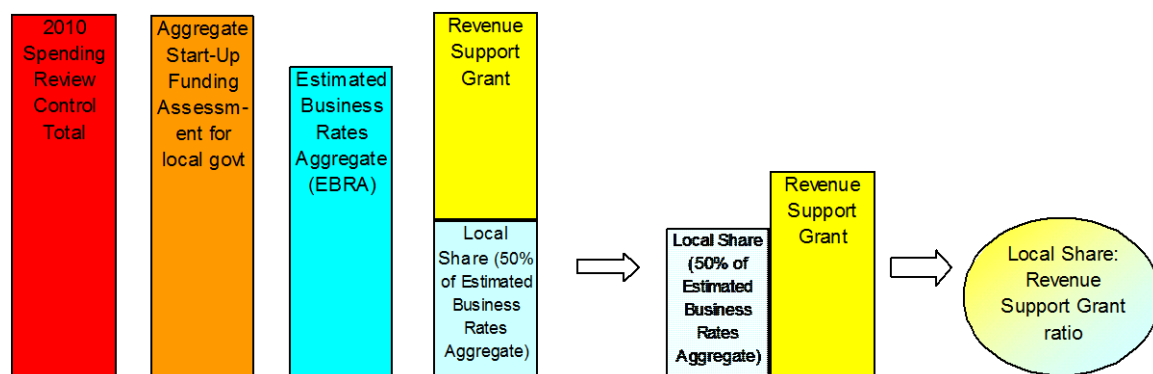 2010
Spending
Review
Control
Total
Aggregate
Start-Up
Funding
Assessm-
ent for
local govt
Estimated
Business
Rates
Aggregate
(EBRA)
Revenue
Support
Grant
Local
Share (50%
of Estimated
Business
Rates
Aggregate)
Local Share
(50% of
Estimated
Business
Rates
Aggregate)
Revenue
Support
Grant
Local Share:
Revenue
Support Grant
ratio